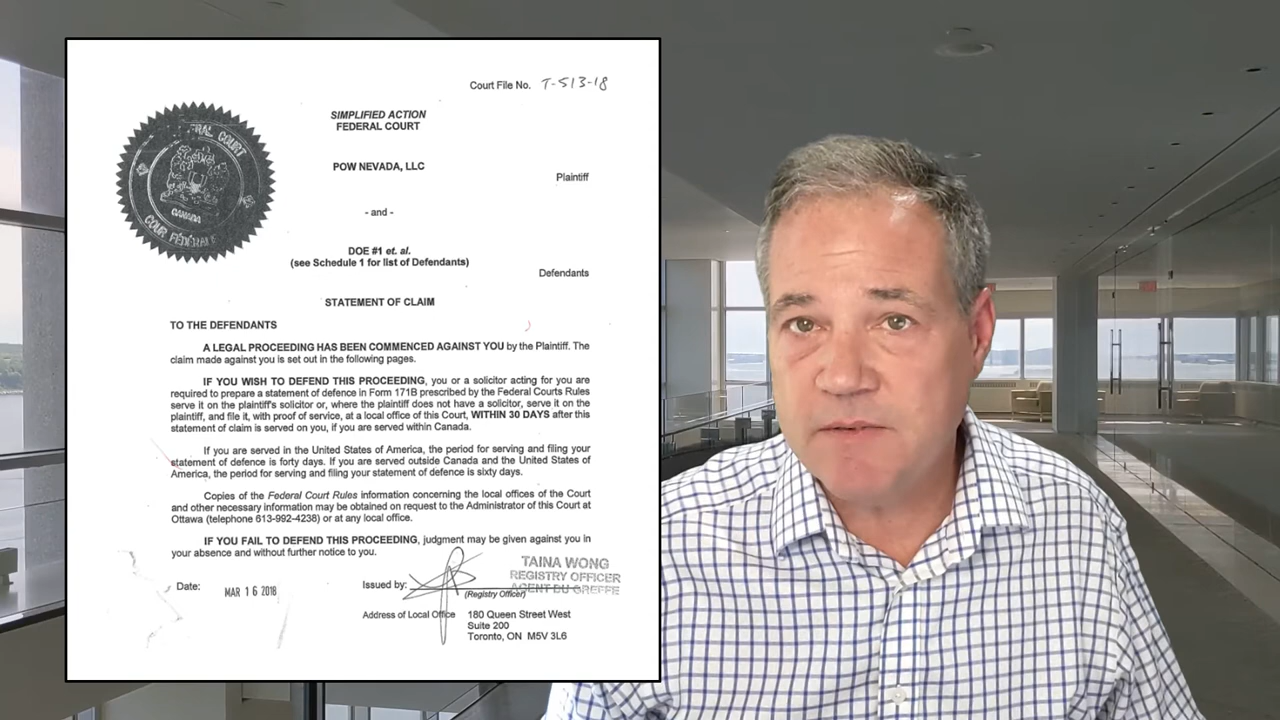 Court File No. T-513-18
SIMPLIFIED ACTION
FEDERAL COURT
POW NEVADA, LLC
Plaintiff
- and -
DOE #1 et. al.
(see Schedule 1 for list of Defendants)
Defendants
STATEMENT OF CLAIM
TO THE DEFENDANTS
A LEGAL PROCEEDING HAS BEEN COMMENCED AGAINST YOU by the Plaintiff. The
claim made against you is set out in the following pages.
IF YOU WISH TO DEFEND THIS PROCEEDING, you or a solicitor acting for you are
required to prepare a statement of defence in Form 171B prescribed by the Federal Courts Rules
serve it on the plaintiff's solicitor or, where the plaintiff does not have a solicitor, serve it on the
plaintiff, and file it, with proof of service, at a local office of this Court, WITHIN 30 DAYS after this
statement of claim is served on you, if you are served within Canada.
If you are served in the United States of America, the period for serving and filing your
statement of defence is forty days. If you are served outside Canada and the United States of
America, the period for serving and filing your statement of defence is sixty days.
Copies of the Federal Court Rules information concerning the local offices of the Court
and other necessary information may be obtained on request to the Administrator of this Court at
Ottawa (telephone 613-992-4238) or at any local office.
IF YOU FAIL TO DEFEND THIS PROCEEDING, judgment may be given against you in
your absence and without further notice to you.
Date: MAR 16 2018
Issued by:
(Registry Officer)
TAINA WONG
REGISTRY OFFICER
AGENT DU GREFFE
Address of Local Office
180 Queen Street West
Suite 200
Toronto, ON M5V 3L6
COURT
CANADA
COUR FÉDÉRALE